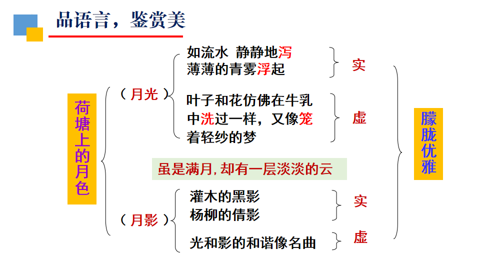 品语言，鉴赏美
如流水 静静地泻
薄薄的青雾浮起
实
（月光）
叶子和花仿佛在牛乳
中洗过一样，又像笼
着轻纱的梦
虚
荷塘上的月色
朦胧优雅
虽是满月,却有一层淡淡的云
灌木的黑影
杨柳的倩影
实
（月影）
光和影的和谐像名曲
虚